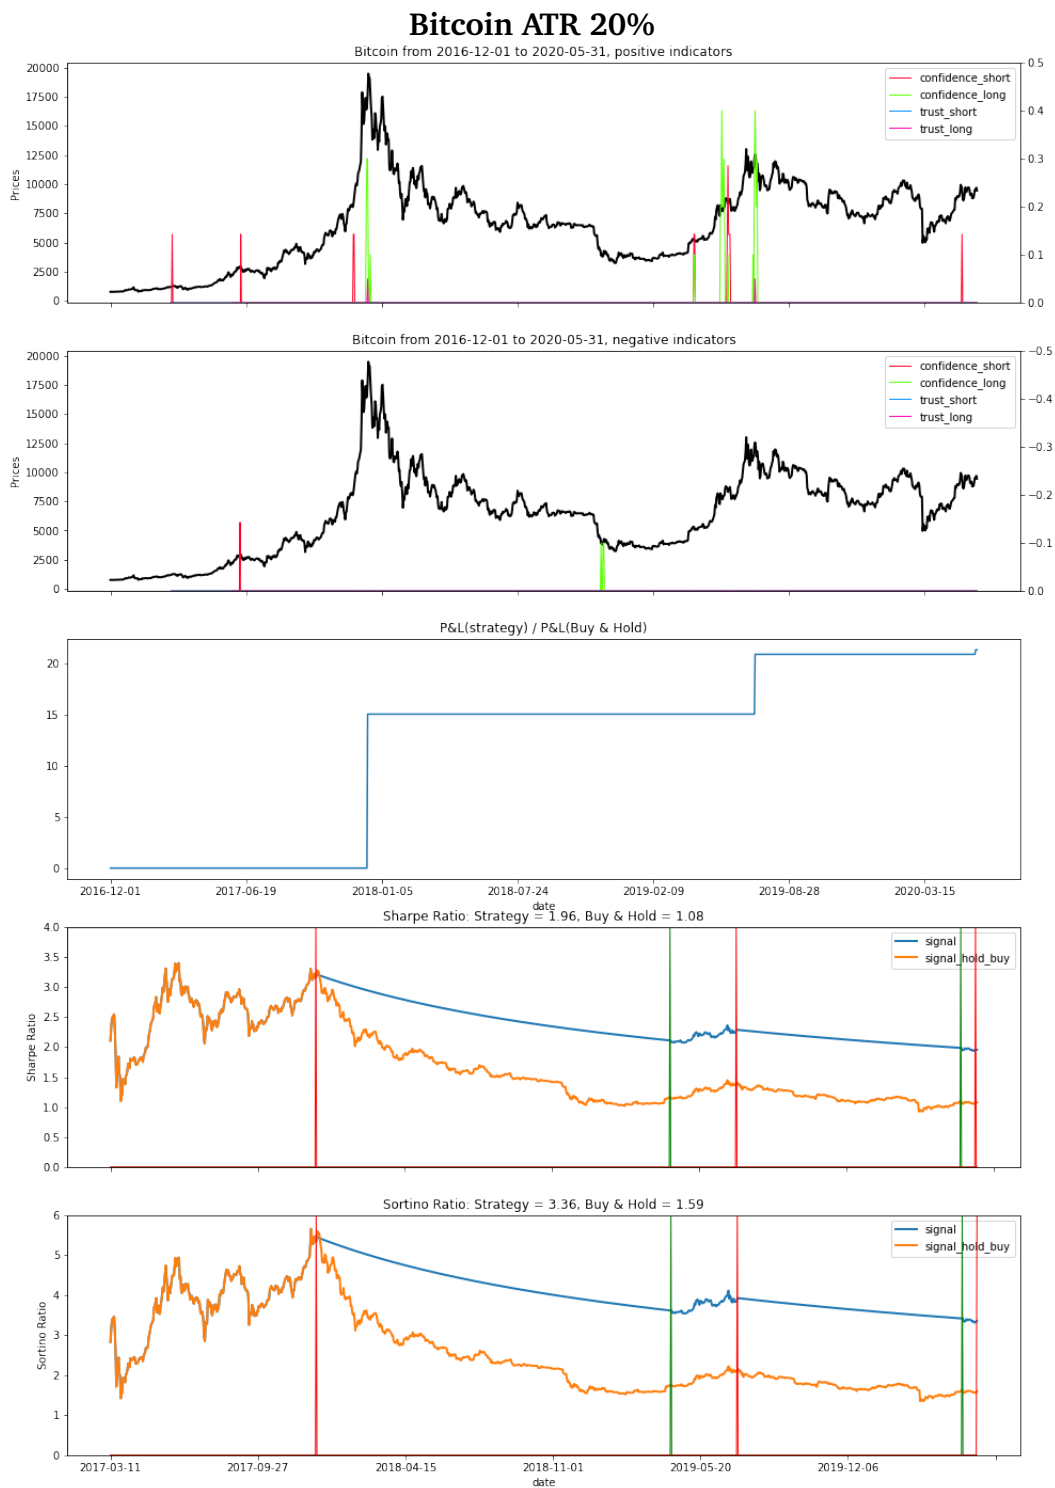 Bitcoin ATR 20%
Bitcoin from 2016-12-01 to 2020-05-31, positive indicators
20000
17500
15000
12500
10000
7500
5000
2500
0
Prices
0.5
0.4
0.3
0.2
0.1
0.0
confidence_short
confidence_long
trust_short
trust_long
Bitcoin from 2016-12-01 to 2020-05-31, negative indicators
20000
17500
15000
12500
10000
7500
5000
2500
0
Prices
−0.5
−0.4
−0.3
−0.2
−0.1
0.0
confidence_short
confidence_long
trust_short
trust_long
P&L(strategy) / P&L(Buy & Hold)
20
15
10
5
0
2016-12-01 2017-06-19 2018-01-05 2018-07-24 2019-02-09 2019-08-28 2020-03-15
date
Sharpe Ratio: Strategy = 1.96, Buy & Hold = 1.08
4.0
3.5
3.0
2.5
2.0
1.5
1.0
0.5
0.0
Sharpe Ratio
signal
signal_hold_buy
Sortino Ratio: Strategy = 3.36, Buy & Hold = 1.59
6
5
4
3
2
1
0
Sortino Ratio
signal
signal_hold_buy
2017-03-11 2017-09-27 2018-04-15 2018-11-01 2019-05-20 2019-12-06
date